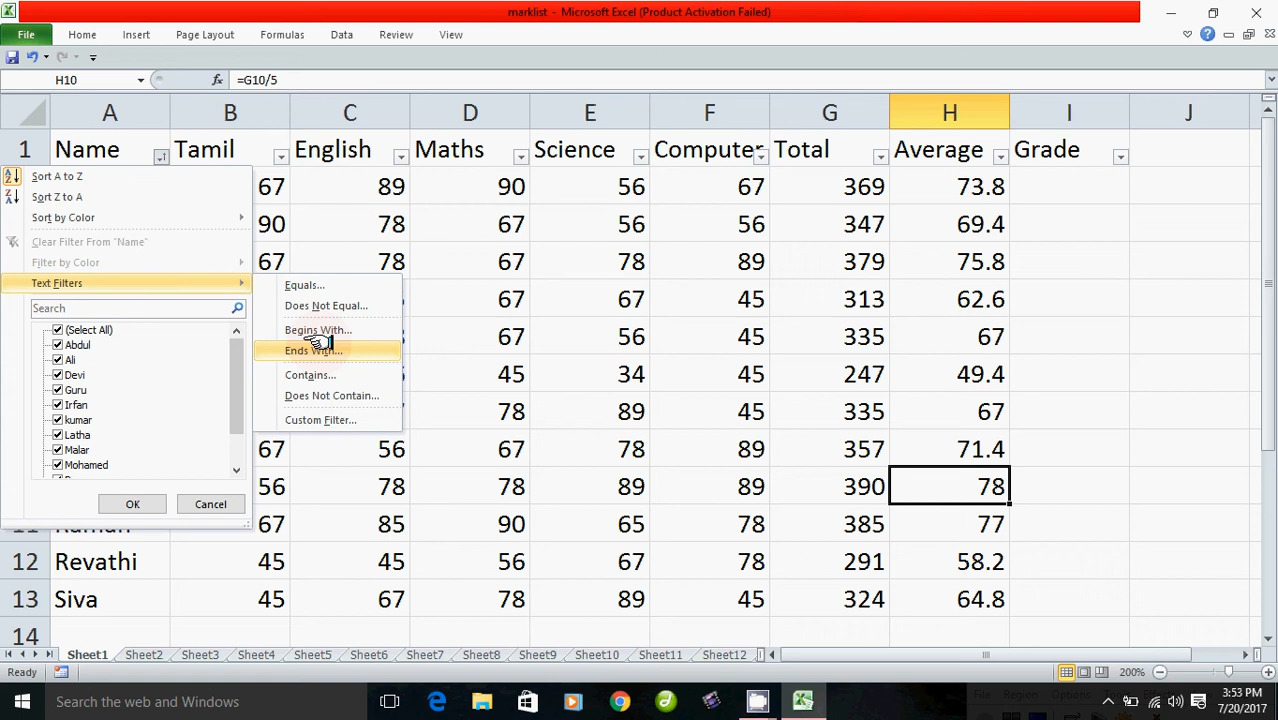 marklist - Microsoft Excel (Product Activation Failed)
File Home Insert Page Layout Formulas Data Review View
H10 fx =G10/5
A B C D E F G H I J
1 Name Tamil English Maths Science Computer Total Average Grade
67 89 90 56 67 369 73.8
90 78 67 56 56 347 69.4
67 78 67 78 89 379 75.8
67 67 45 313 62.6
67 56 45 335 67
45 34 45 247 49.4
78 89 45 335 67
67 56 67 78 89 357 71.4
56 78 78 89 89 390 78
67 85 90 65 78 385 77
12 Revathi 45 45 56 67 78 291 58.2
13 Siva 45 67 78 89 45 324 64.8
14
Sort A to Z
Sort Z to A
Sort by Color
Clear Filter From "Name"
Filter by Color
Text Filters
Search
(Select All)
Abdul
Ali
Devi
Guru
Irfan
kumar
Latha
Malar
Mohamed
OK Cancel
Equals...
Does Not Equal...
Begins With...
Ends With...
Contains...
Does Not Contain...
Custom Filter...
Sheet1 Sheet2 Sheet3 Sheet4 Sheet5 Sheet6 Sheet7 Sheet8 Sheet9 Sheet10 Sheet11 Sheet12
Ready 200%
Search the web and Windows
3:53 PM
7/20/2017